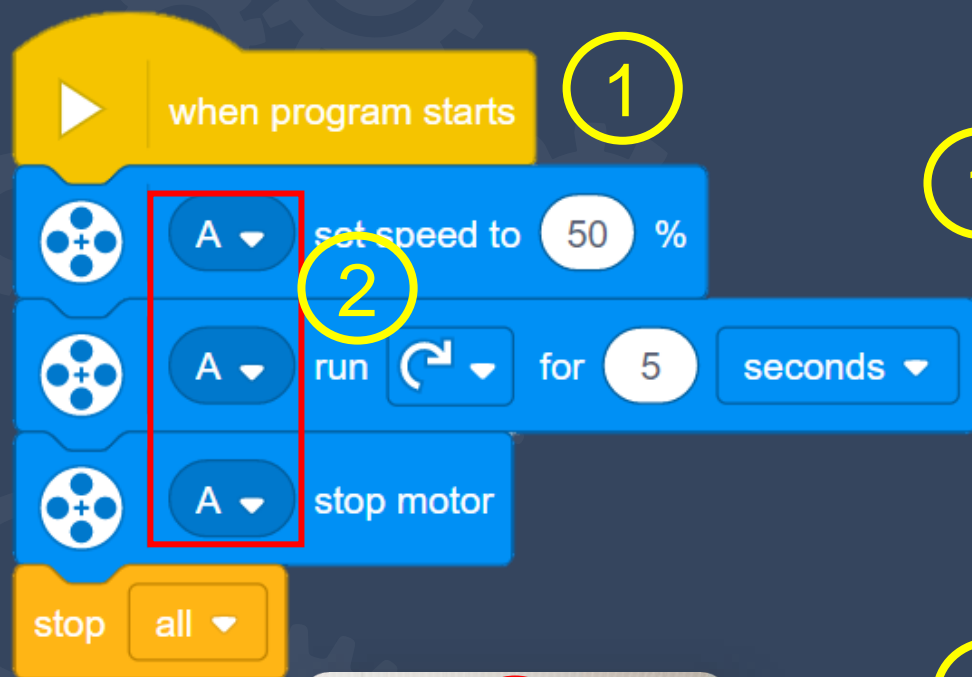 when program starts 1
A set speed to 50 %
2
A run for 5 seconds
A stop motor
stop all